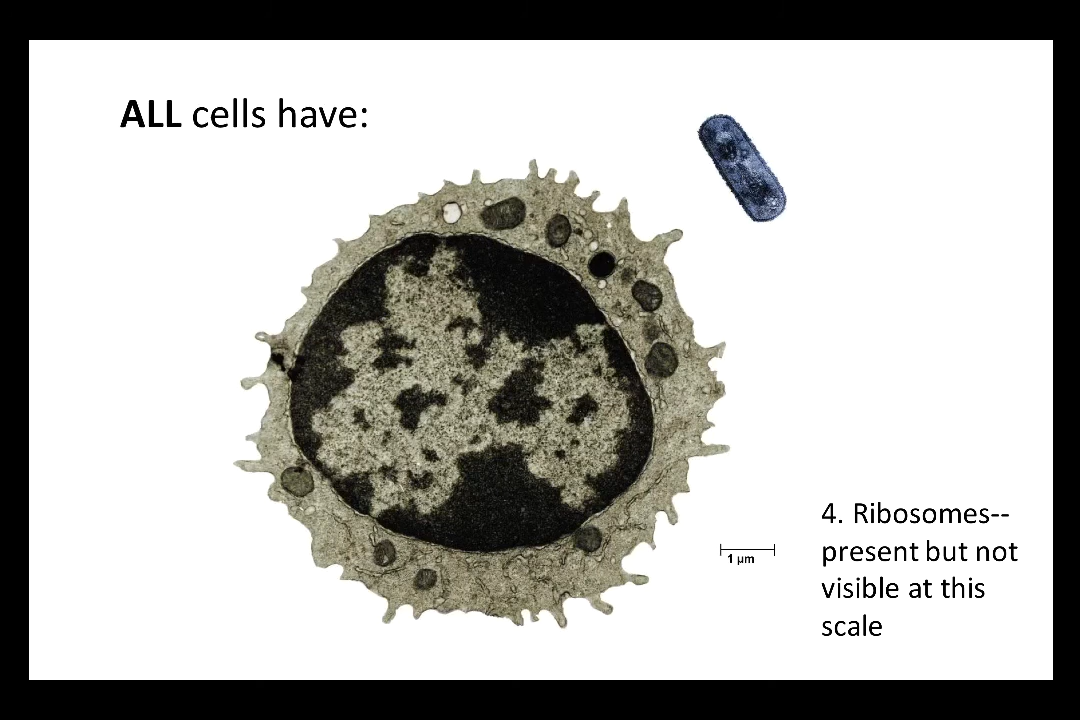 ALL cells have:
1 µm
4. Ribosomes--
present but not
visible at this
scale